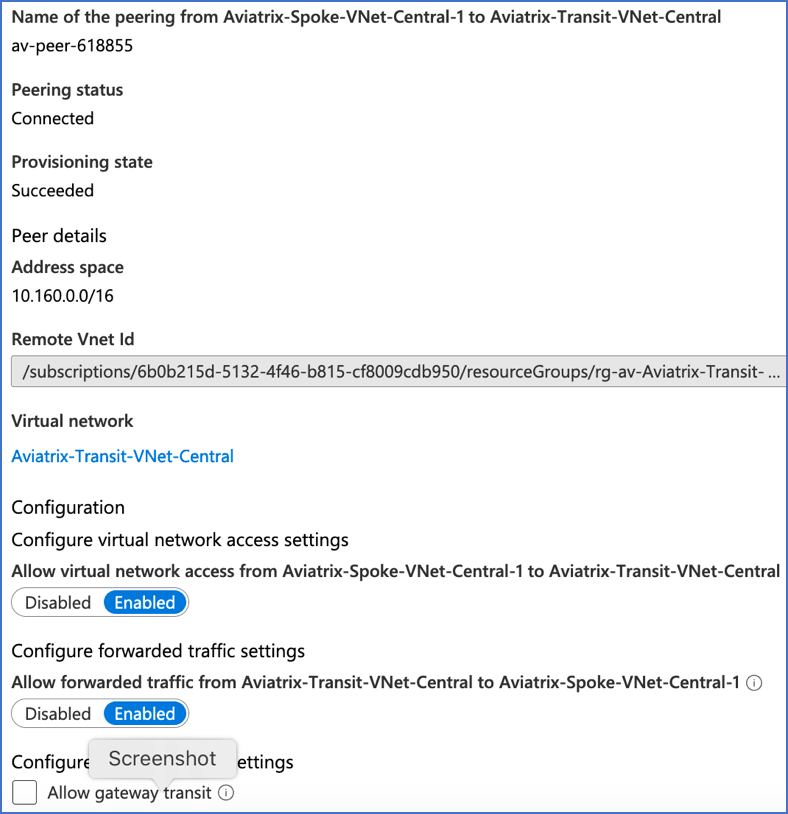 Name of the peering from Aviatrix-Spoke-VNet-Central-1 to Aviatrix-Transit-VNet-Central
av-peer-618855
Peering status
Connected
Provisioning state
Succeeded
Peer details
Address space
10.160.0.0/16
Remote Vnet Id
/subscriptions/6b0b215d-5132-4f46-b815-cf8009cdb950/resourceGroups/rg-av-Aviatrix-Transit- ...
Virtual network
Aviatrix-Transit-VNet-Central
Configuration
Configure virtual network access settings
Allow virtual network access from Aviatrix-Spoke-VNet-Central-1 to Aviatrix-Transit-VNet-Central
Disabled Enabled
Configure forwarded traffic settings
Allow forwarded traffic from Aviatrix-Transit-VNet-Central to Aviatrix-Spoke-VNet-Central-1
Disabled Enabled
Configure Screenshot ettings
Allow gateway transit